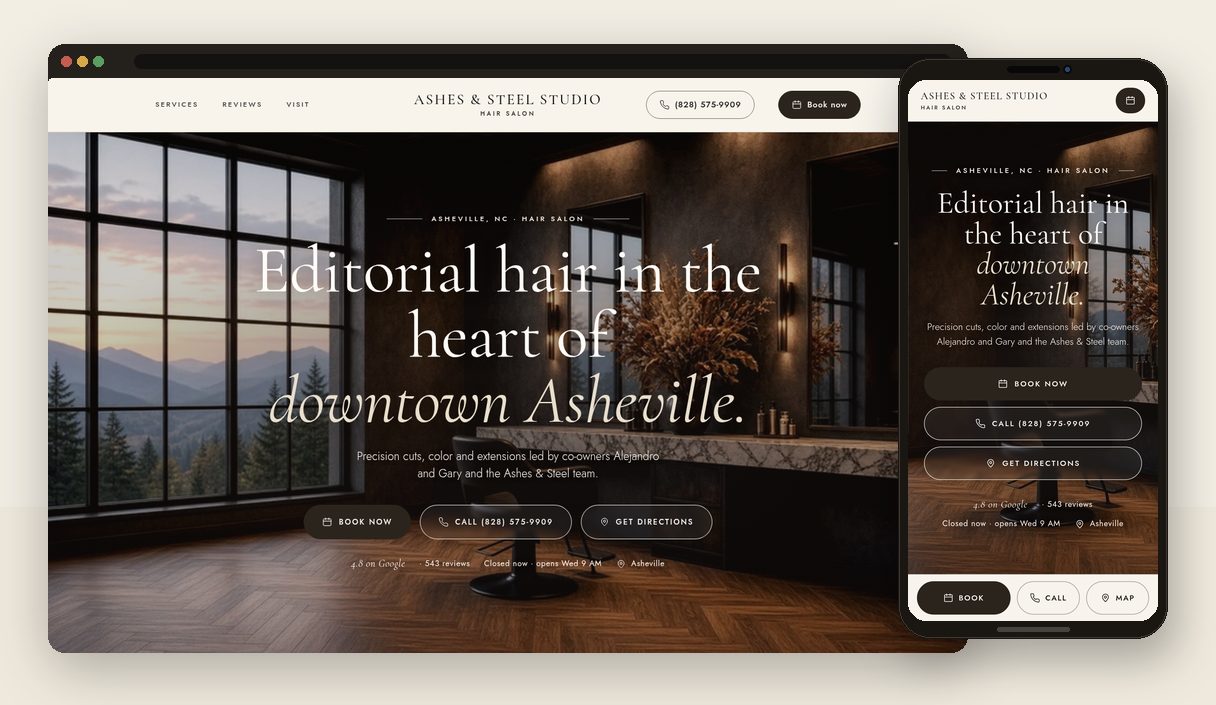 SERVICES REVIEWS VISIT
ASHES & STEEL STUDIO
HAIR SALON
(828) 575-9909
Book now
ASHEVILLE, NC · HAIR SALON
Editorial hair in the
heart of
downtown Asheville.
Precision cuts, color and extensions led by co-owners Alejandro
and Gary and the Ashes & Steel team.
BOOK NOW
CALL (828) 575-9909
GET DIRECTIONS
4.8 on Google · 543 reviews Closed now · opens Wed 9 AM Asheville
ASHES & STEEL STUDIO
HAIR SALON
ASHEVILLE, NC · HAIR SALON
Editorial hair in
the heart of
downtown
Asheville.
Precision cuts, color and extensions led by co-owners
Alejandro and Gary and the Ashes & Steel team.
BOOK NOW
CALL (828) 575-9909
GET DIRECTIONS
4.8 on Google · 543 reviews
Closed now · opens Wed 9 AM Asheville
BOOK
CALL
MAP